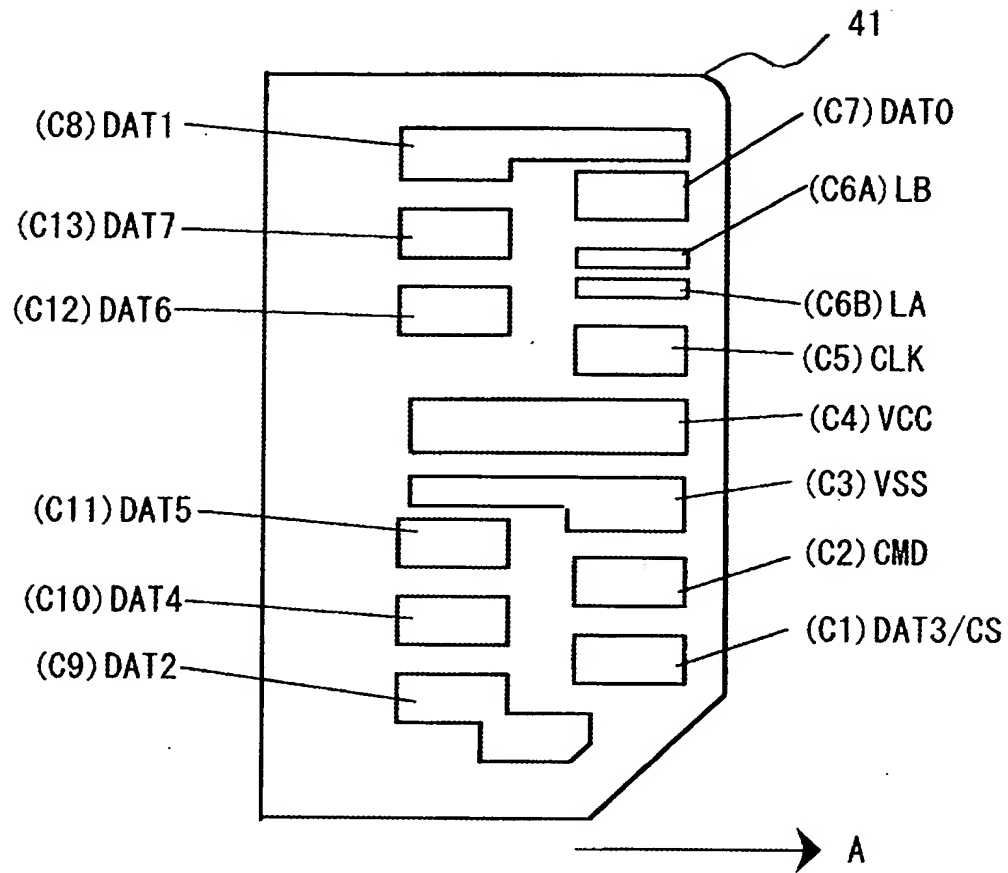 41
(C8)DAT1
(C7)DAT0
(C6A)LB
(C13)DAT7
(C6B)LA
(C12)DAT6
(C5)CLK
(C4)VCC
(C3)VSS
(C11)DAT5
(C2)CMD
(C10)DAT4
(C1)DAT3/CS
(C9)DAT2
A